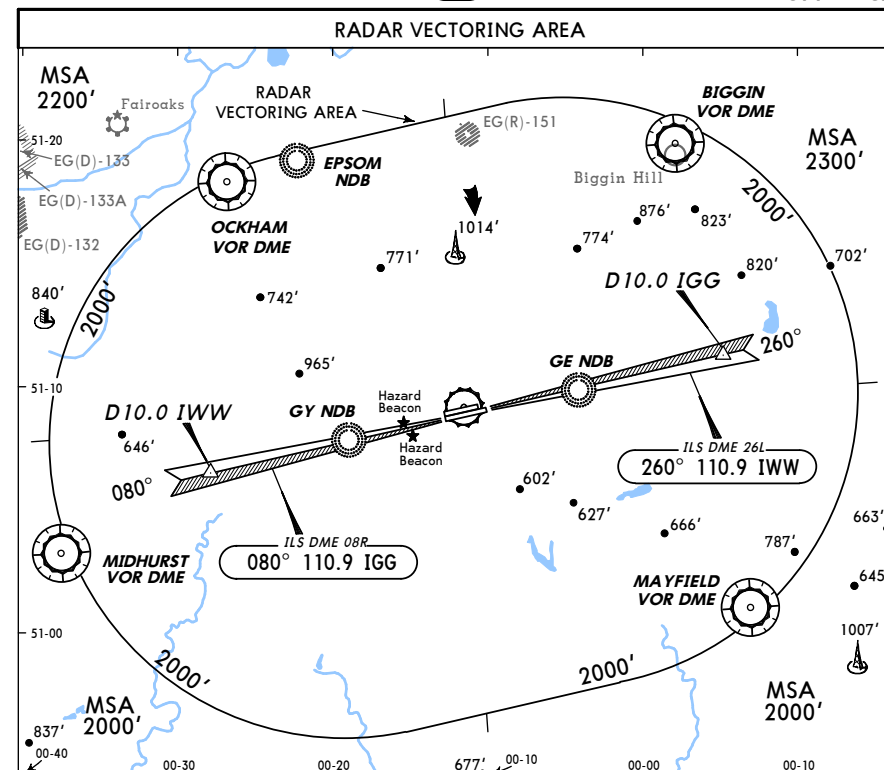 RADAR VECTORING AREA
MSA
2200'
Fairoaks
RADAR
VECTORING AREA
BIGGIN
VOR DME
EG(R)-151
MSA
2300'
51-20
EG(D)-133
EPSOM
NDB
Biggin Hill
EG(D)-133A
2000'
OCKHAM
VOR DME
1014'
876'
823'
EG(D)-132
774'
771'
702'
820'
D10.0 IGG
840'
2000'
742'
260°
GE NDB
965'
51-10
Hazard
Beacon
GY NDB
D10.0 IWW
Hazard
Beacon
646'
ILS DME 26L
260° 110.9 IWW
080°
602'
627'
663'
666'
ILS DME 08R
080° 110.9 IGG
787'
MIDHURST
VOR DME
MAYFIELD
VOR DME
645
51-00
1007'
2000'
2000'
MSA
2000'
MSA
2000'
837'
00-40
00-30
00-20
677'
00-10
00-00
00-10